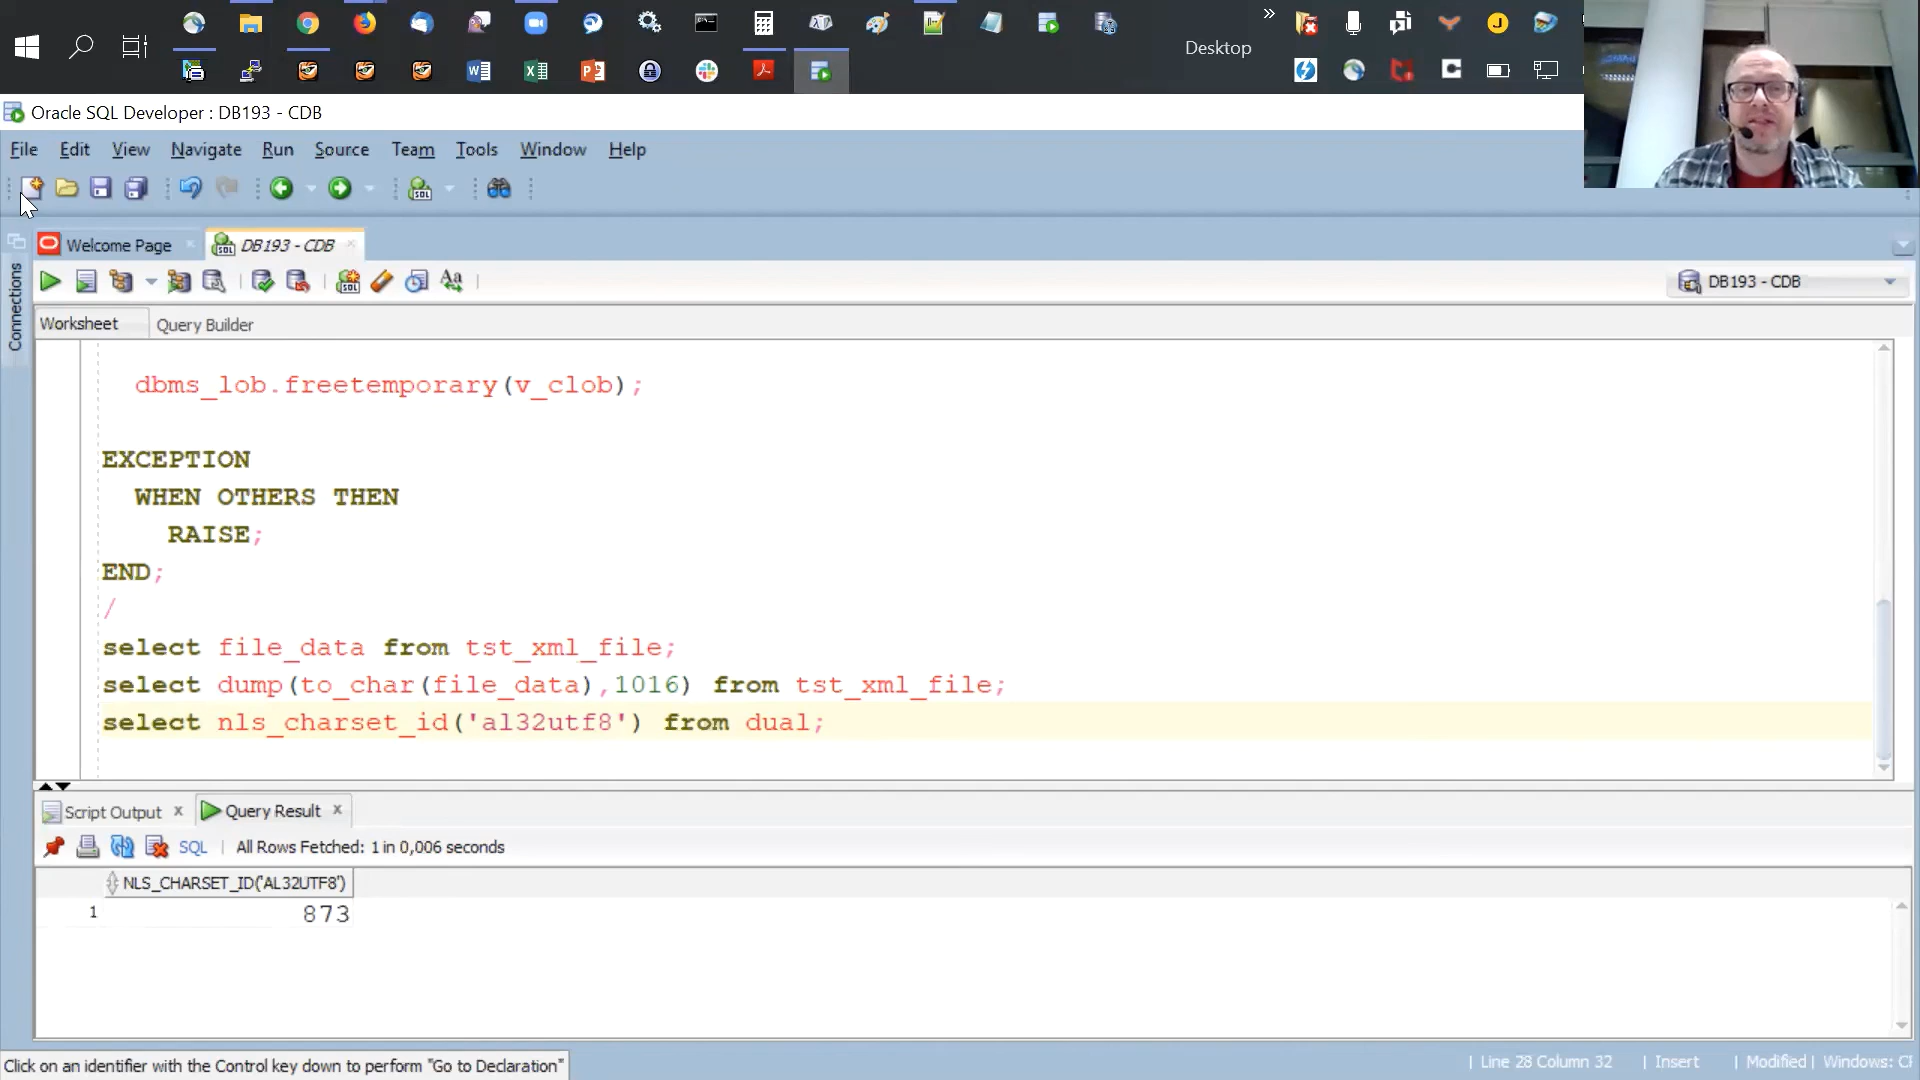 Desktop
Oracle SQL Developer : DB193 - CDB
File Edit View Navigate Run Source Team Tools Window Help
Connections
Welcome Page
DB193 - CDB
DB193 - CDB
Worksheet
Query Builder
dbms_lob.freetemporary(v_clob);
EXCEPTION
WHEN OTHERS THEN
RAISE;
END;
/
select file_data from tst_xml_file;
select dump(to_char(file_data),1016) from tst_xml_file;
select nls_charset_id('al32utf8') from dual;
Script Output x
Query Result x
SQL | All Rows Fetched: 1 in 0,006 seconds
NLS_CHARSET_ID('AL32UTF8')
1 873
Click on an identifier with the Control key down to perform "Go to Declaration"
| Line 28 Column 32 | Insert | Modified | Windows: CF